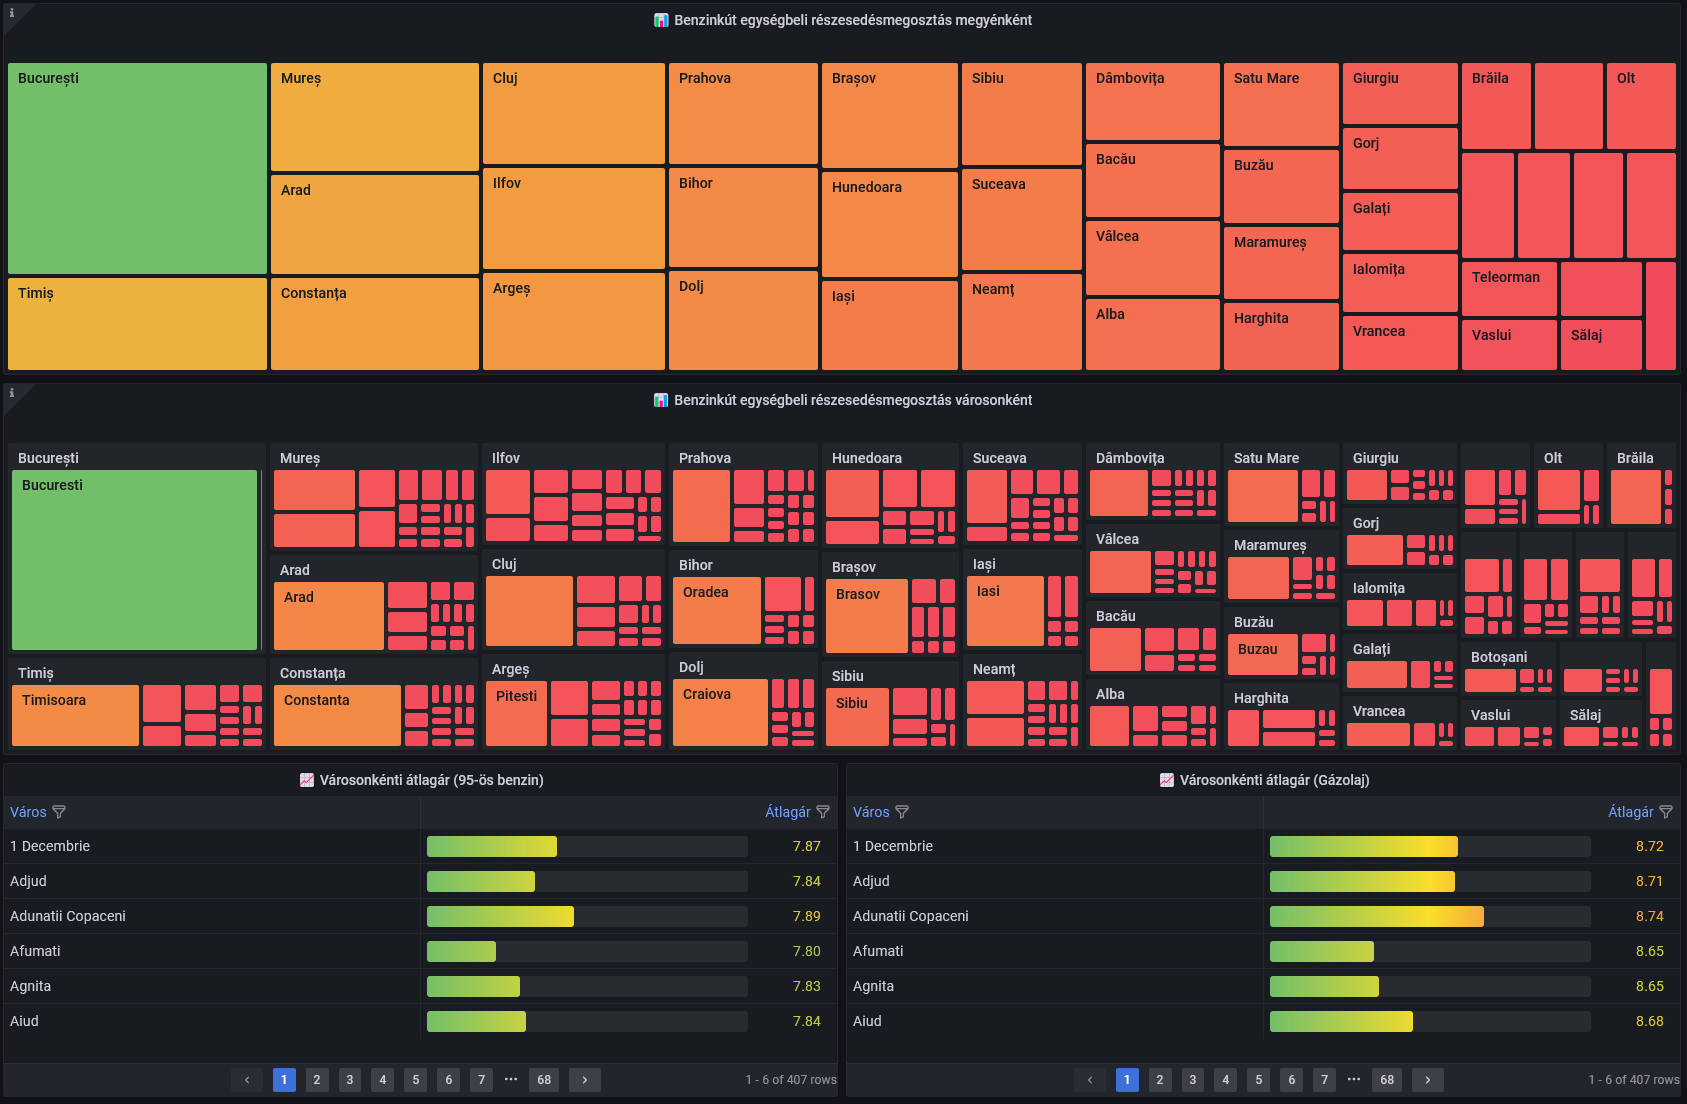 Benzinkút egységbeli részesedésmegosztás megyénként
București
Mureș
Cluj
Prahova
Brașov
Sibiu
Dâmbovița
Satu Mare
Giurgiu
Brăila
Olt
Gorj
Bacău
Buzău
Arad
Ilfov
Bihor
Hunedoara
Suceava
Galați
Vâlcea
Maramureș
Ialomița
Teleorman
Timiș
Constanța
Argeș
Dolj
Iași
Neamț
Alba
Harghita
Vrancea
Vaslui
Sălaj
Benzinkút egységbeli részesedésmegosztás városonként
București
Mureș
Ilfov
Prahova
Hunedoara
Suceava
Dâmbovița
Satu Mare
Giurgiu
Olt
Brăila
Bucuresti
Gorj
Vâlcea
Maramureș
Arad
Cluj
Bihor
Brașov
Iași
Ialomița
Arad
Oradea
Brasov
Iasi
Bacău
Buzău
Buzau
Galați
Botoșani
Timiș
Constanța
Argeș
Dolj
Sibiu
Neamț
Alba
Harghita
Vrancea
Vaslui
Sălaj
Timisoara
Constanta
Pitesti
Craiova
Sibiu
Városonkénti átlagár (95-ös benzin)
Város Átlagár
1 Decembrie 7.87
Adjud 7.84
Adunatii Copaceni 7.89
Afumati 7.80
Agnita 7.83
Aiud 7.84
1 2 3 4 5 6 7 ••• 68 1 - 6 of 407 rows
Városonkénti átlagár (Gázolaj)
Város Átlagár
1 Decembrie 8.72
Adjud 8.71
Adunatii Copaceni 8.74
Afumati 8.65
Agnita 8.65
Aiud 8.68
1 2 3 4 5 6 7 ••• 68 1 - 6 of 407 rows